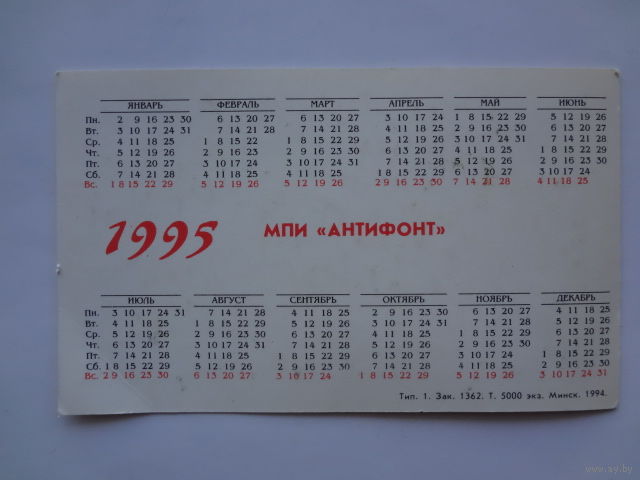 ЯНВАРЬ ФЕВРАЛЬ МАРТ АПРЕЛЬ МАЙ ИЮНЬ
Пн. 2 9 16 23 30 6 13 20 27 6 13 20 27 3 10 17 24 1 8 15 22 29 5 12 19 26
Вт. 3 10 17 24 31 7 14 21 28 7 14 21 28 4 11 18 25 2 9 16 23 30 6 13 20 27
Ср. 4 11 18 25 1 8 15 22 1 8 15 22 29 5 12 19 26 3 10 17 24 31 7 14 21 28
Чт. 5 12 19 26 2 9 16 23 2 9 16 23 30 6 13 20 27 4 11 18 25 1 8 15 22 29
Пт. 6 13 20 27 3 10 17 24 3 10 17 24 31 7 14 21 28 5 12 19 26 2 9 16 23 30
Сб. 7 14 21 28 4 11 18 25 4 11 18 25 1 8 15 22 29 6 13 20 27 3 10 17 24
Вс. 1 8 15 22 29 5 12 19 26 5 12 19 26 2 9 16 23 30 7 14 21 28 4 11 18 25
1995 МПИ «АНТИФОНТ»
ИЮЛЬ АВГУСТ СЕНТЯБРЬ ОКТЯБРЬ НОЯБРЬ ДЕКАБРЬ
Пн. 3 10 17 24 31 7 14 21 28 4 11 18 25 2 9 16 23 30 6 13 20 27 4 11 18 25
Вт. 4 11 18 25 1 8 15 22 29 5 12 19 26 3 10 17 24 31 7 14 21 28 5 12 19 26
Ср. 5 12 19 26 2 9 16 23 30 6 13 20 27 4 11 18 25 1 8 15 22 29 6 13 20 27
Чт. 6 13 20 27 3 10 17 24 31 7 14 21 28 5 12 19 26 2 9 16 23 30 7 14 21 28
Пт. 7 14 21 28 4 11 18 25 1 8 15 22 29 6 13 20 27 3 10 17 24 1 8 15 22 29
Сб. 1 8 15 22 29 5 12 19 26 2 9 16 23 30 7 14 21 28 4 11 18 25 2 9 16 23 30
Вс. 2 9 16 23 30 6 13 20 27 3 10 17 24 1 8 15 22 29 5 12 19 26 3 10 17 24 31
Тип. 1. Зак. 1362. Т. 5000 экз. Минск. 1994.
www.ay.by